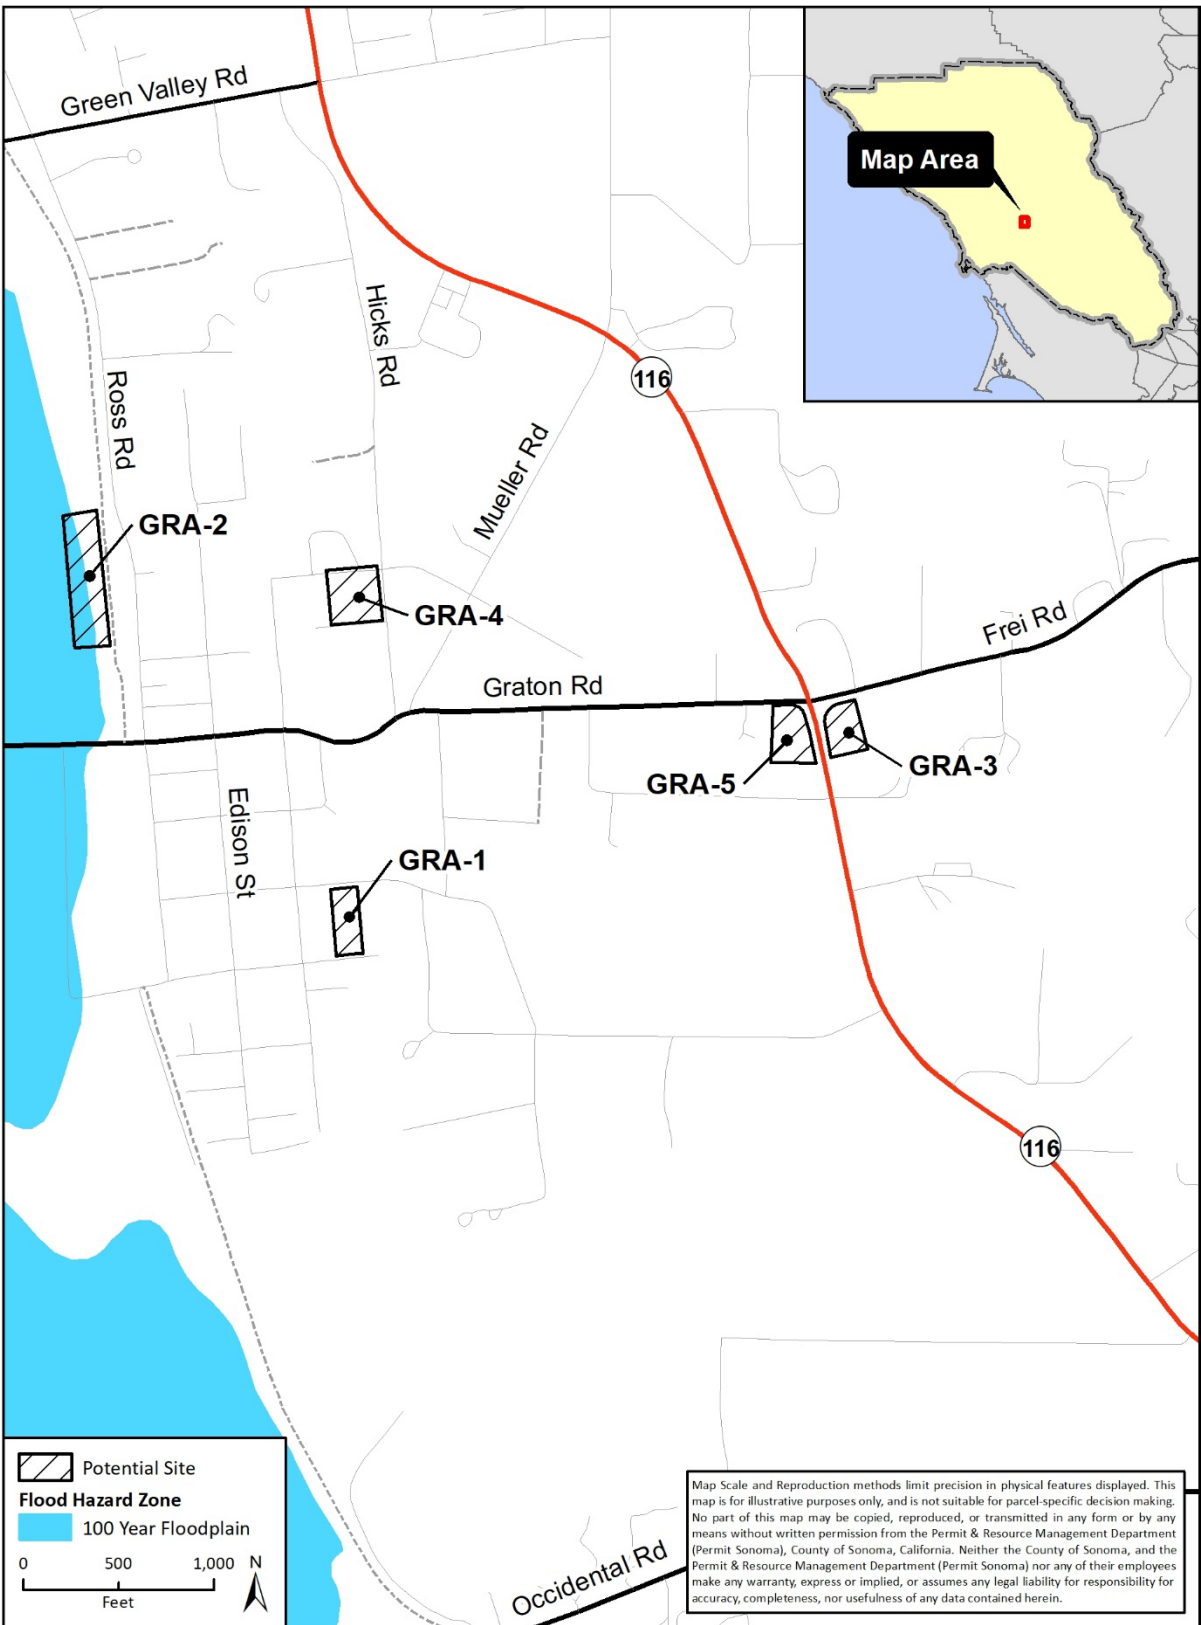 Green Valley Rd
Map Area
Hicks Rd
Ross Rd
116
Mueller Rd
GRA-2
GRA-4
Frei Rd
Graton Rd
GRA-5
GRA-3
Edison St
GRA-1
116
Potential Site
Flood Hazard Zone
100 Year Floodplain
0 500 1,000 N
Feet
Occidental Rd
Map Scale and Reproduction methods limit precision in physical features displayed. This
map is for illustrative purposes only, and is not suitable for parcel-specific decision making.
No part of this map may be copied, reproduced, or transmitted in any form or by any
means without written permission from the Permit & Resource Management Department
(Permit Sonoma), County of Sonoma, California. Neither the County of Sonoma, and the
Permit & Resource Management Department (Permit Sonoma) nor any of their employees
make any warranty, express or implied, or assumes any legal liability for responsibility for
accuracy, completeness, nor usefulness of any data contained herein.